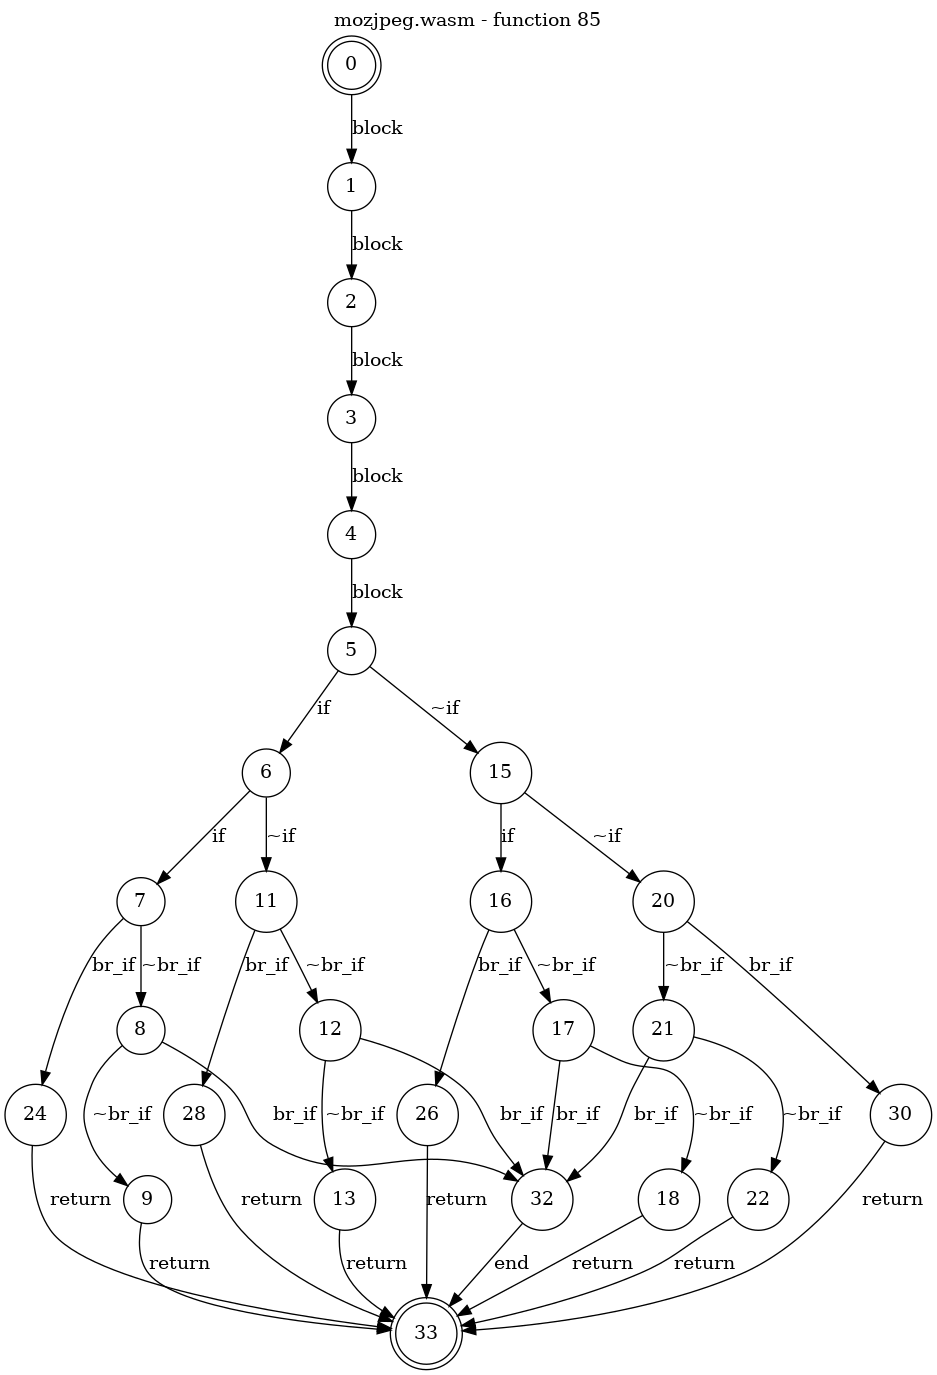 mozjpeg.wasm - function 85
0
block
1
block
2
block
3
block
4
block
5
if ~if
6 15
if ~if if ~if
7 11 16 20
br_if ~br_if br_if ~br_if br_if ~br_if ~br_if br_if
8 12 17 21
24 ~br_if 28 br_if ~br_if 26 br_if br_if br_if ~br_if ~br_if 30
return 9 return 13 return 32 18 22 return
return return end return return
33